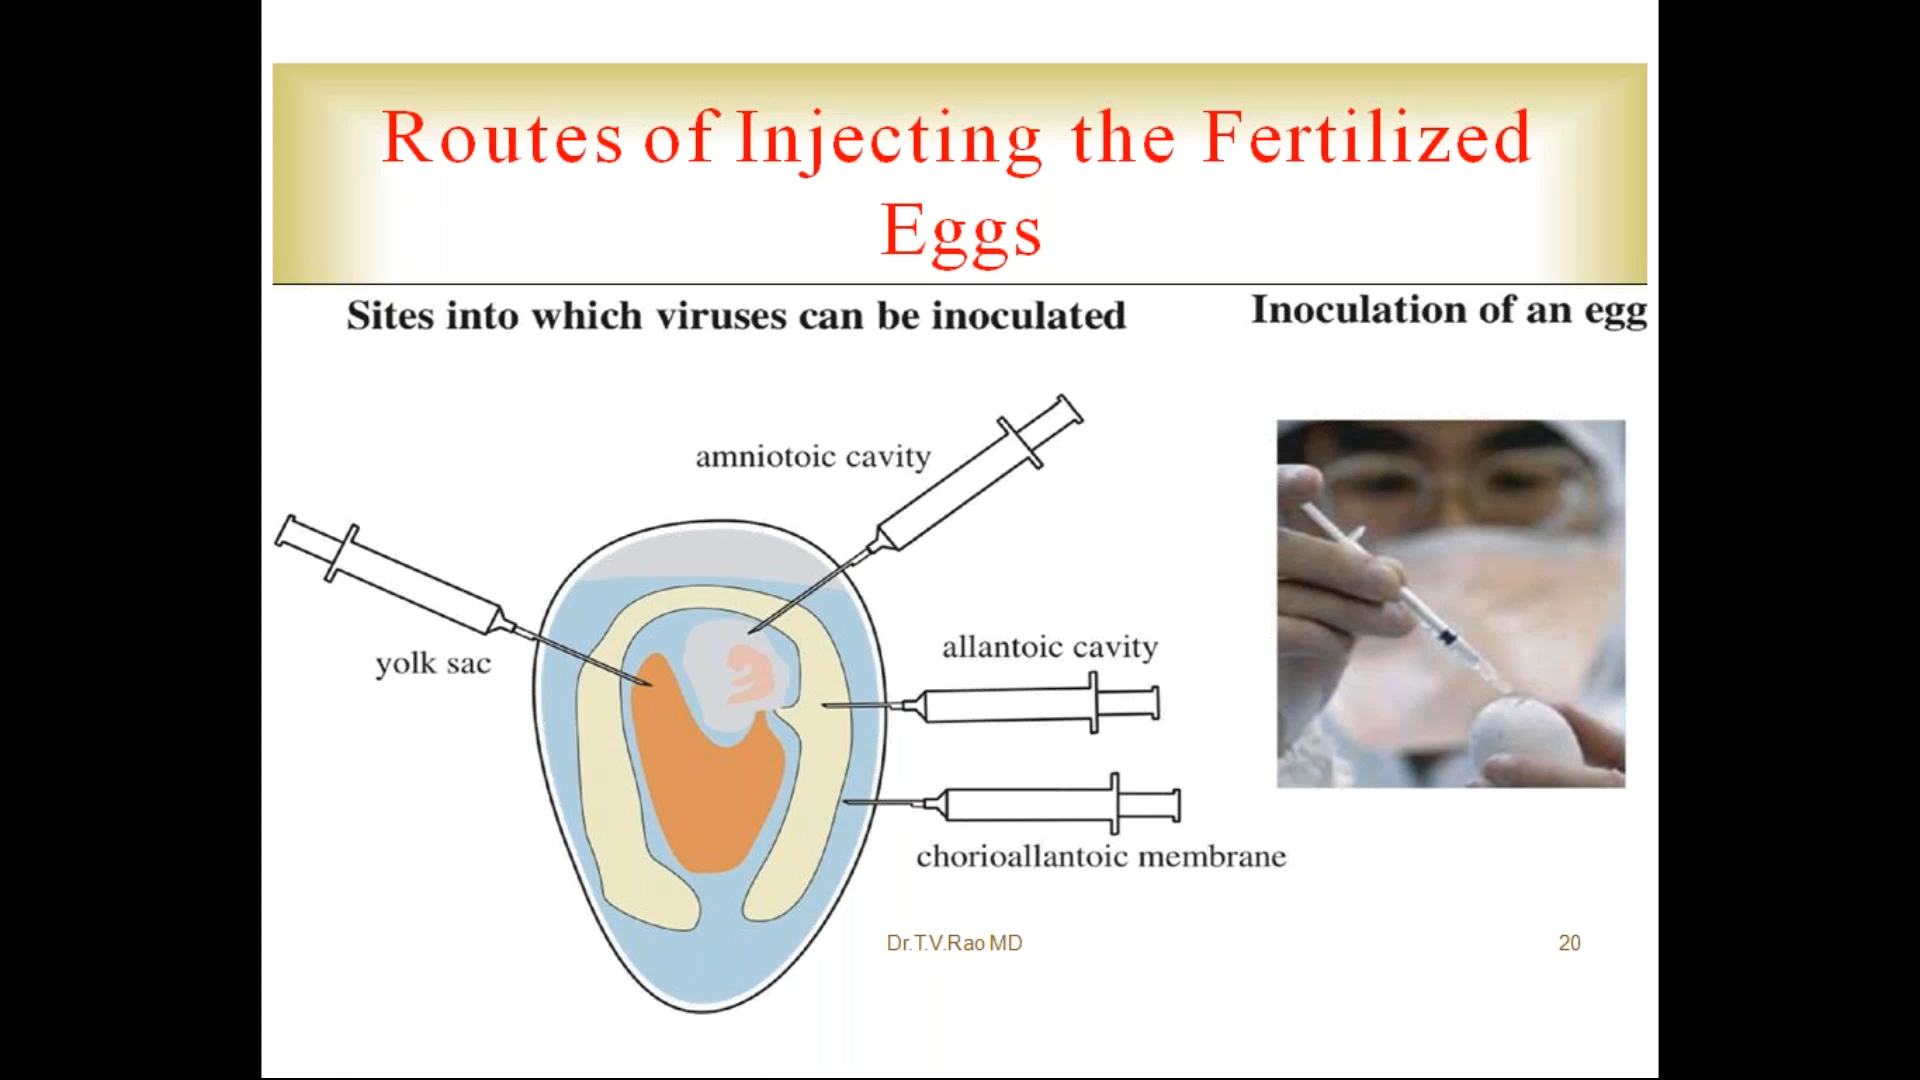 Routes of Injecting the Fertilized
Eggs
Sites into which viruses can be inoculated
Inoculation of an egg
amniotoic cavity
yolk sac
allantoic cavity
chorioallantoic membrane
Dr.T.V.Rao MD
20